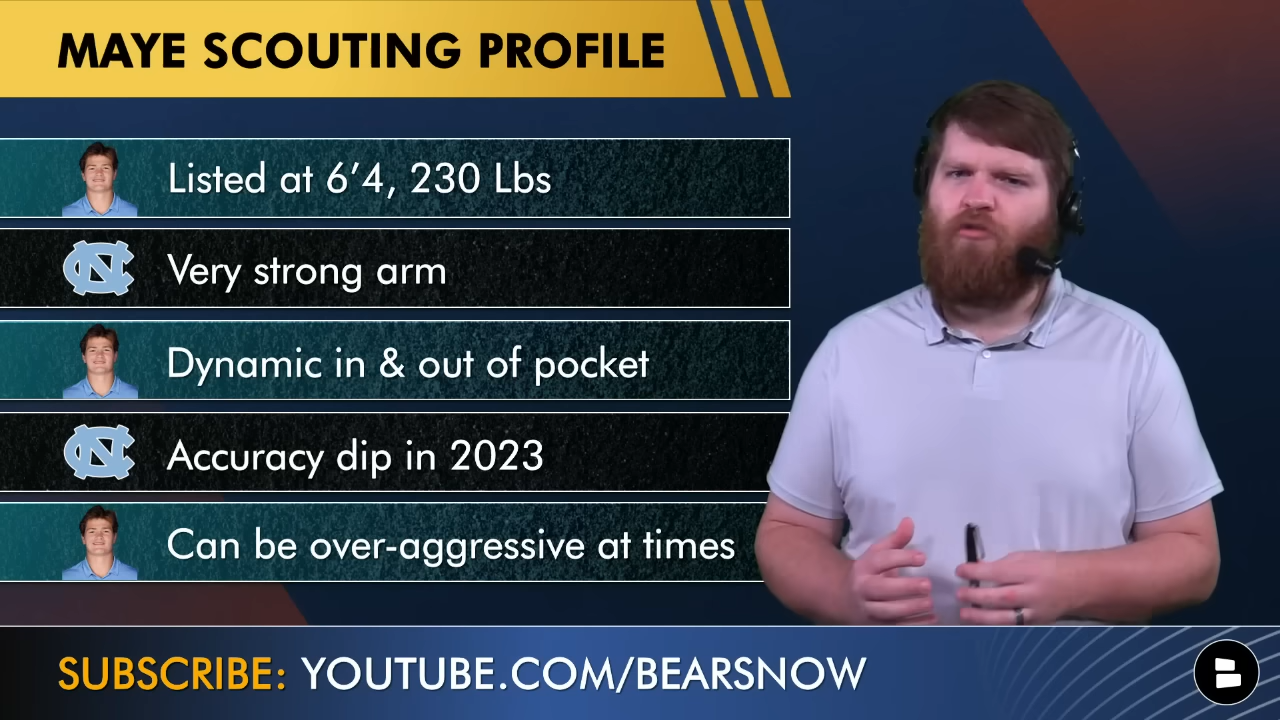 MAYE SCOUTING PROFILE
Listed at 6’4, 230 Lbs
Very strong arm
Dynamic in & out of pocket
Accuracy dip in 2023
Can be over-aggressive at times
SUBSCRIBE: YOUTUBE.COM/BEARSNOW